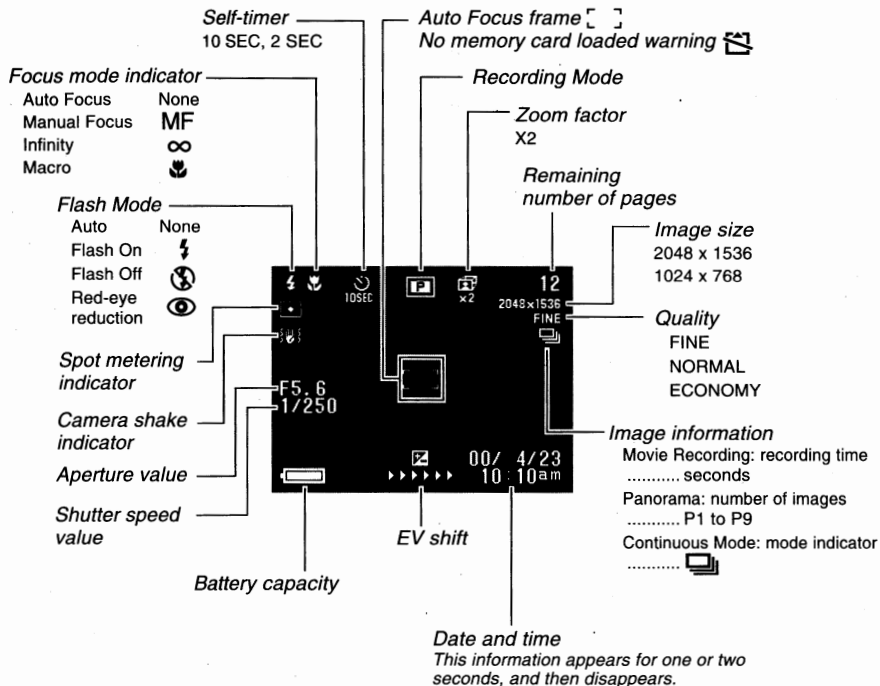 Self-timer
10 SEC, 2 SEC
Auto Focus frame
No memory card loaded warning
Focus mode indicator
Auto Focus None
Manual Focus MF
Infinity ∞
Macro
Recording Mode
Zoom factor
X2
Remaining
number of pages
Flash Mode
Auto None
Flash On
Flash Off
Red-eye
reduction
Image size
2048 x 1536
1024 x 768
10SEC
P
x2
12
2048x1536
FINE
Quality
FINE
NORMAL
ECONOMY
Spot metering
indicator
F5.6
1/250
Camera shake
indicator
Aperture value
Shutter speed
value
Image information
Movie Recording: recording time
........... seconds
Panorama: number of images
........... P1 to P9
Continuous Mode: mode indicator
...........
00/ 4/23
10:10am
EV shift
Battery capacity
Date and time
This information appears for one or two
seconds, and then disappears.